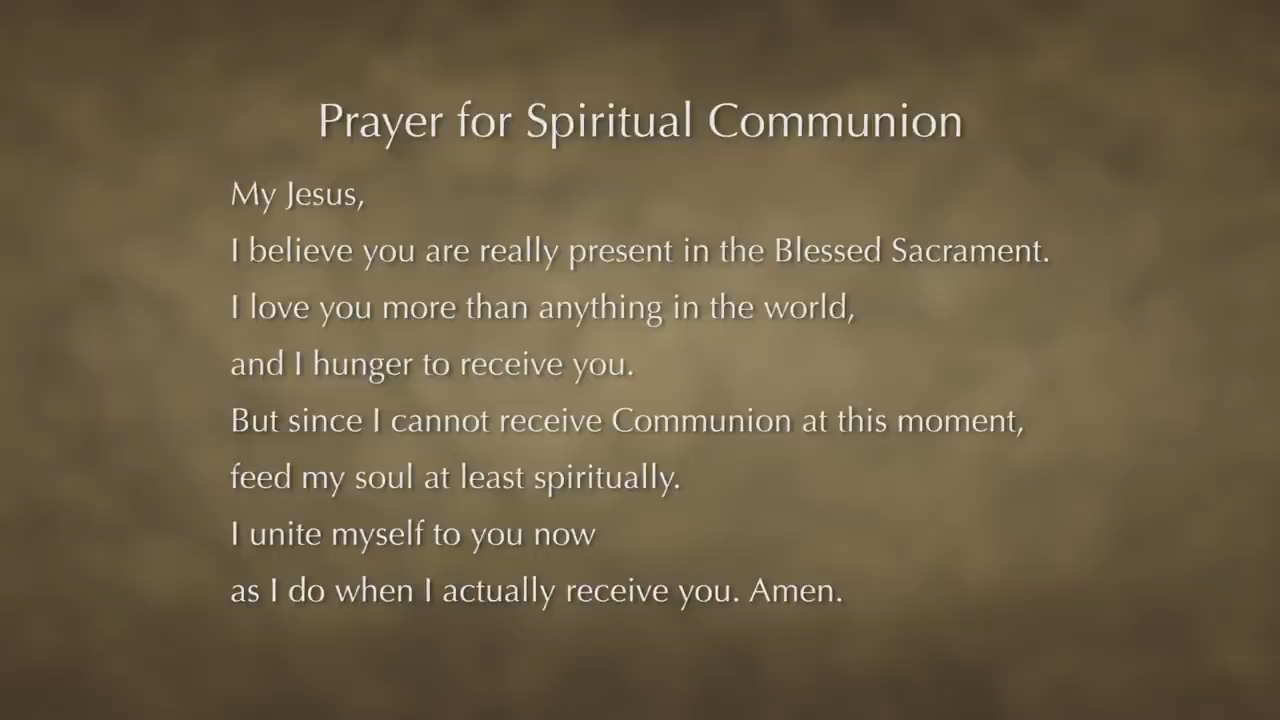 Prayer for Spiritual Communion
My Jesus,
I believe you are really present in the Blessed Sacrament.
I love you more than anything in the world,
and I hunger to receive you.
But since I cannot receive Communion at this moment,
feed my soul at least spiritually.
I unite myself to you now
as I do when I actually receive you. Amen.